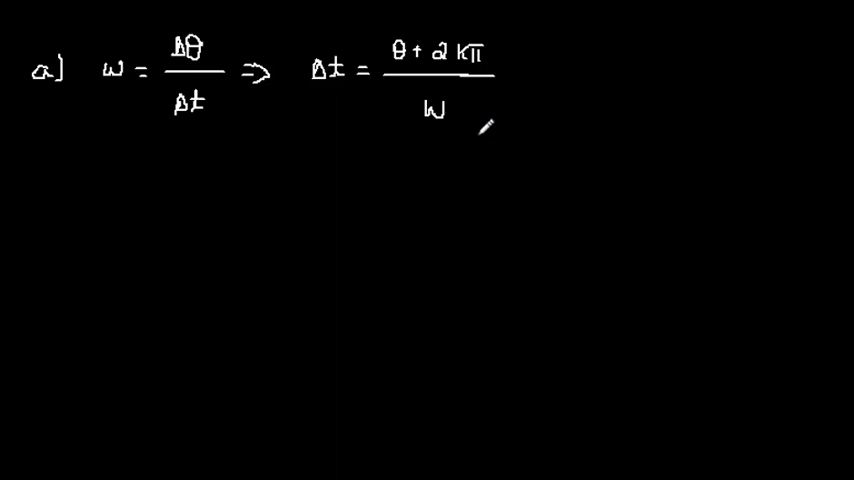 a) w = Δθ / Δt ⇒ Δt = θ + 2kπ / w